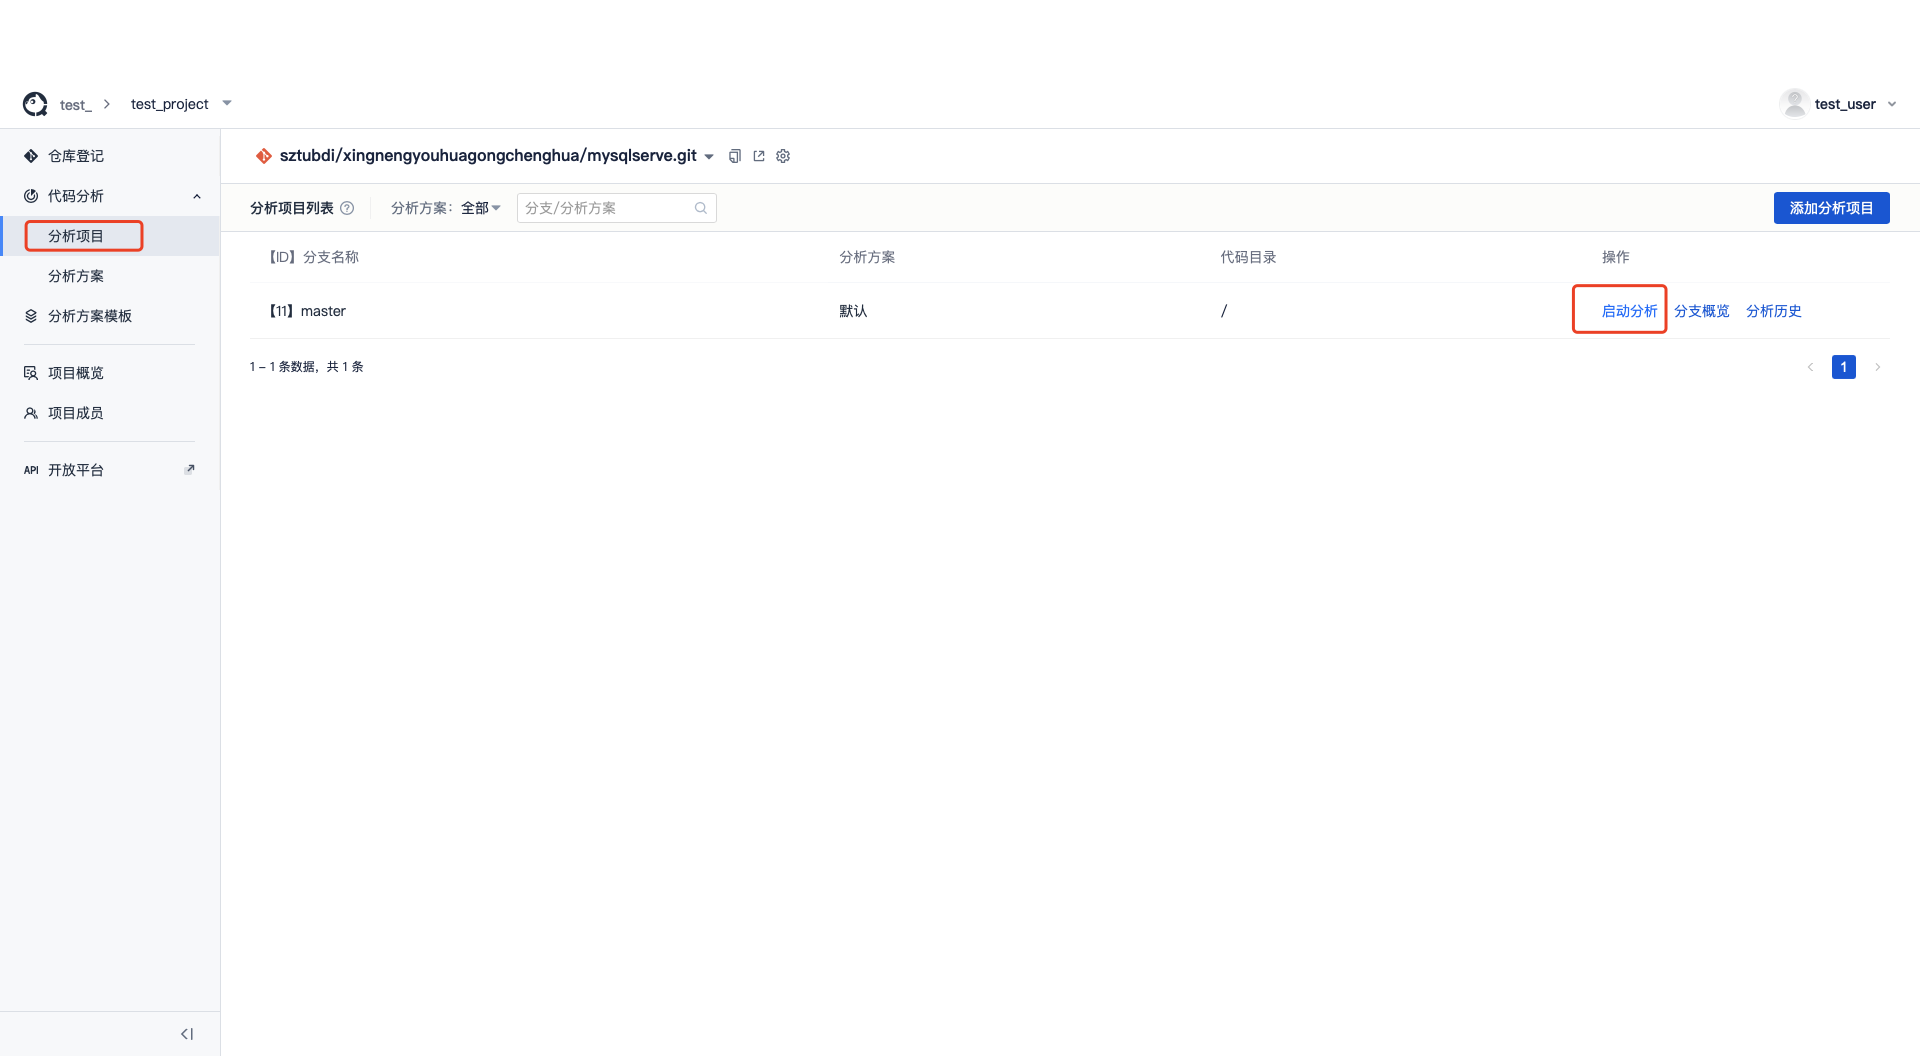 test_ test_project test_user
仓库登记
代码分析
分析项目
分析方案
分析方案模板
项目概览
项目成员
API 开放平台
sztubdi/xingnengyouhuagongchenghua/mysqlserve.git
分析项目列表 分析方案: 全部 分支/分析方案 添加分析项目
【ID】分支名称 分析方案 代码目录 操作
【11】master 默认 / 启动分析 分支概览 分析历史
1 – 1 条数据，共 1 条 1